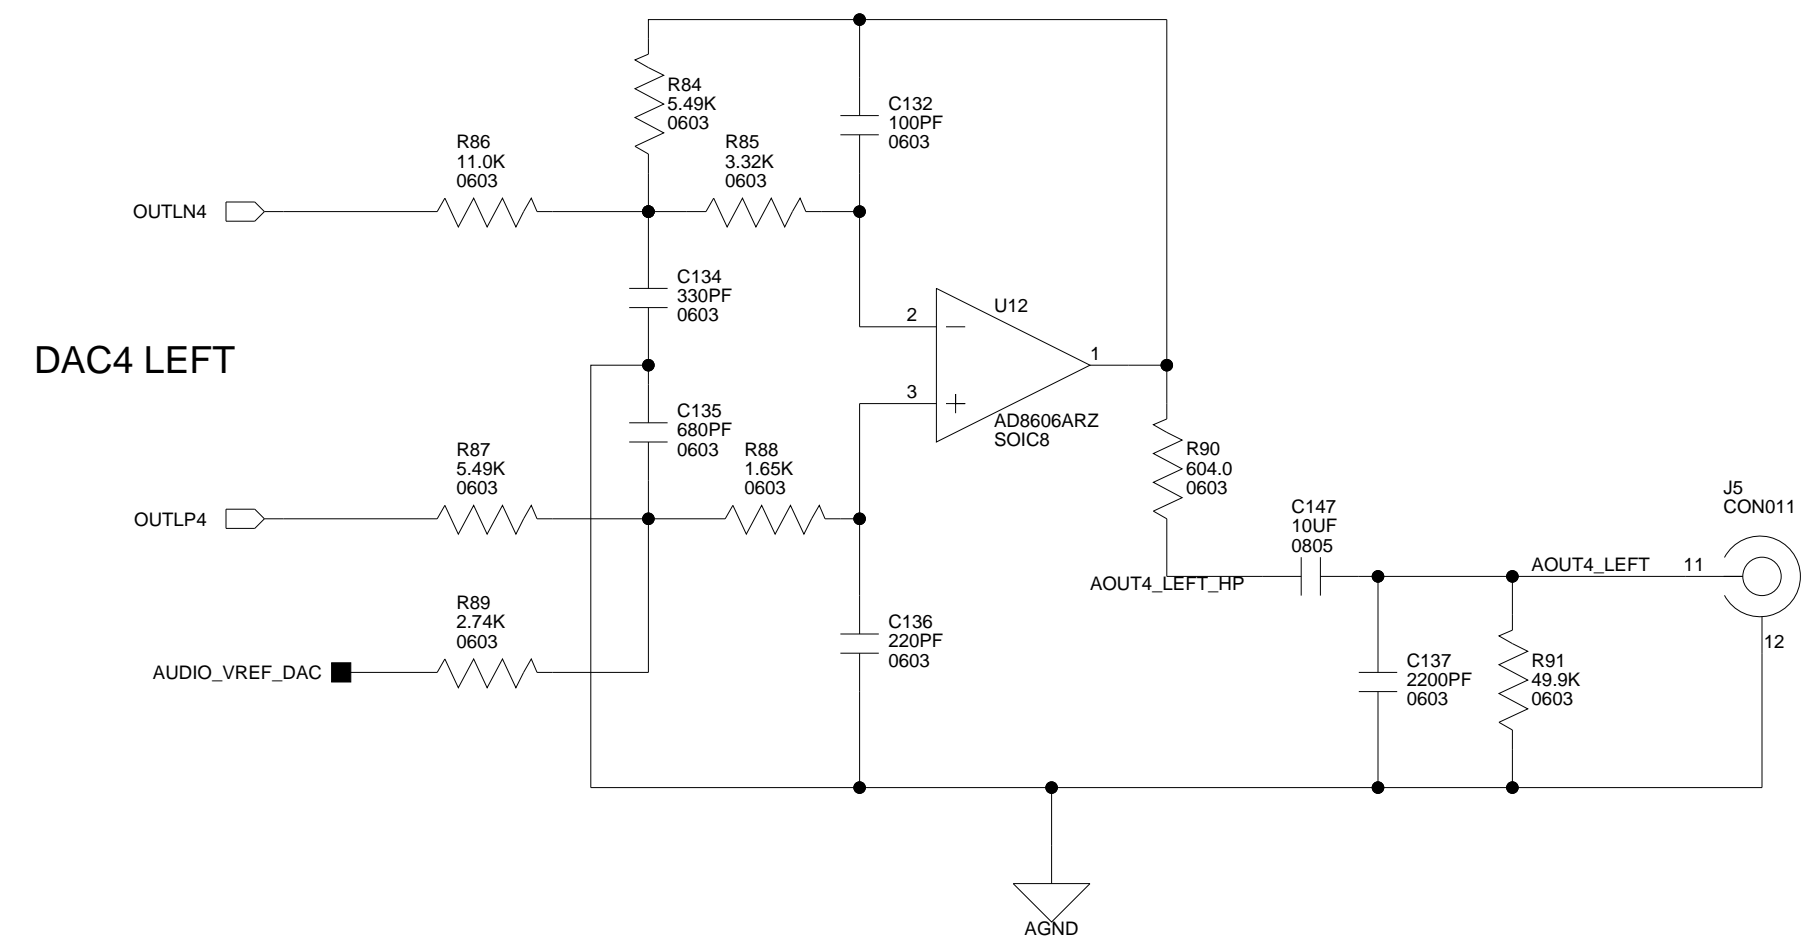 R84
5.49K
0603
C132
100PF
0603
R86
11.0K
0603
R85
3.32K
0603
OUTLN4
C134
330PF
0603
U12
2
1
3
AD8606ARZ
SOIC8
DAC4 LEFT
C135
680PF
0603
R87
5.49K
0603
R88
1.65K
0603
OUTLP4
R90
604.0
0603
C147
10UF
0805
J5
CON011
AOUT4_LEFT_HP
AOUT4_LEFT
11
12
R89
2.74K
0603
AUDIO_VREF_DAC
C136
220PF
0603
C137
2200PF
0603
R91
49.9K
0603
AGND